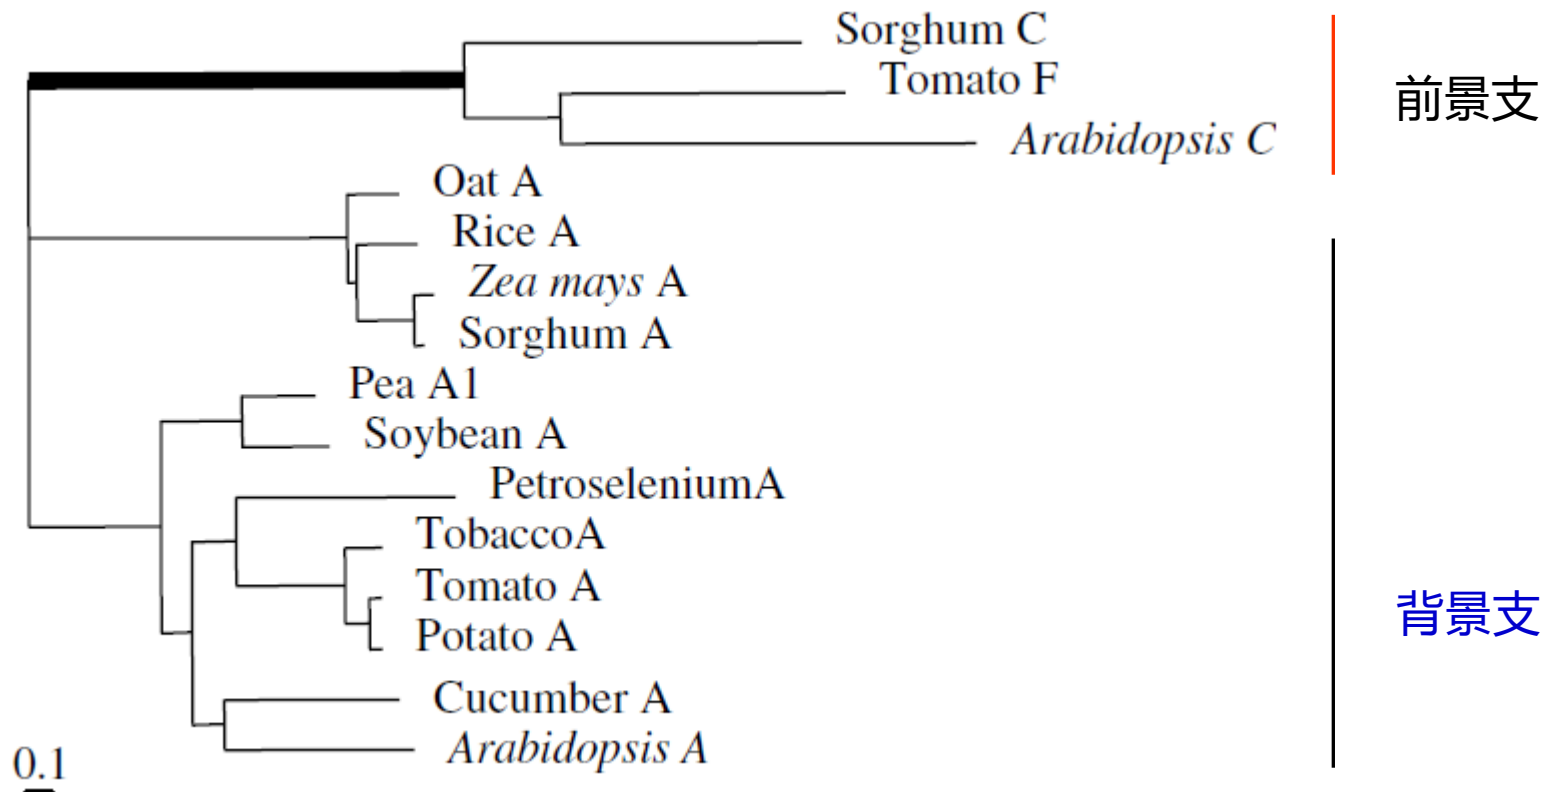 Sorghum C
Tomato F
Arabidopsis C
前景支
Oat A
Rice A
Zea mays A
Sorghum A
Pea A1
Soybean A
PetroseleniumA
TobaccoA
Tomato A
Potato A
背景支
Cucumber A
Arabidopsis A
0.1